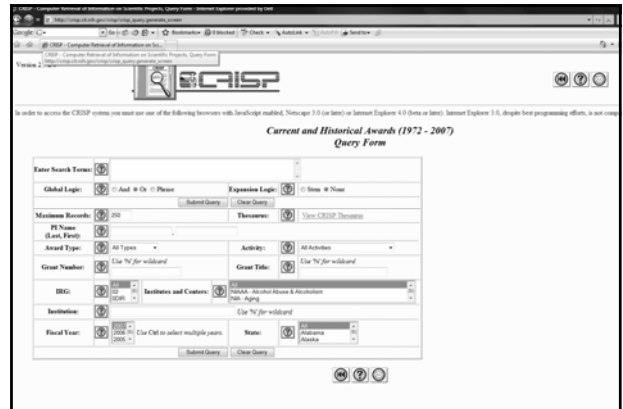 CRISP - Computer Retrieval of Information on Scientific Projects, Query Form - Internet Explorer provided by Dell
http://crisp.cit.nih.gov/crisp/crisp_query.generate_screen
Google
Bookmarks 0 blocked Check AutoLink Send to
CRISP - Computer Retrieval of Information on Sci...
CRISP - Computer Retrieval of Information on Scientific Projects, Query Form
http://crisp.cit.nih.gov/crisp/crisp_query.generate_screen
Version 2
CRISP
In order to access the CRISP system you must use one of the following browsers with JavaScript enabled, Netscape 3.0 (or later) or Internet Explorer 4.0 (beta or later). Internet Explorer 3.0, despite best programming efforts, is not comp
Current and Historical Awards (1972 - 2007)
Query Form
Enter Search Terms:
Global Logic: And Or Phrase Expansion Logic: Stem None
Submit Query Clear Query
Maximum Records: 250 Thesaurus: View CRISP Thesaurus
PI Name
(Last, First): ,
Award Type: All Types Activity: All Activities
Grant Number: Use '%' for wildcard Grant Title: Use '%' for wildcard
IRG: All Institutes and Centers: All
02 NIAAA - Alcohol Abuse & Alcoholism
NIA - Aging
Institution: Use '%' for wildcard
Fiscal Year: 2007 2006 2005 Use Ctrl to select multiple years. State: All Alabama Alaska
Submit Query Clear Query